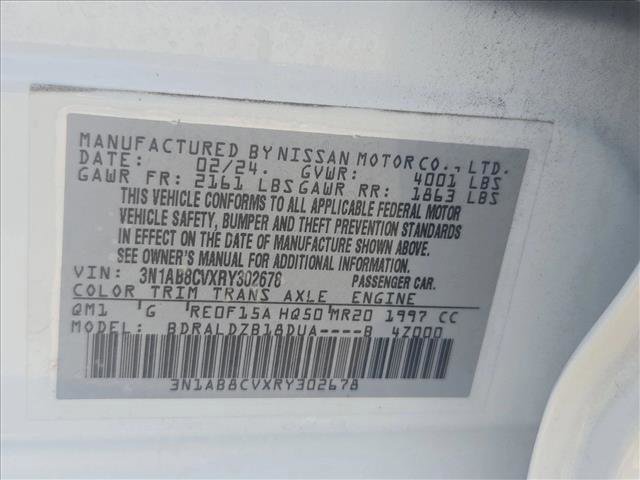 MANUFACTURED BY NISSAN MOTOR CO., LTD.
DATE: 02/24. GVWR: 4001 LBS
GAWR FR: 2161 LBS GAWR RR: 1863 LBS
THIS VEHICLE CONFORMS TO ALL APPLICABLE FEDERAL MOTOR
VEHICLE SAFETY, BUMPER AND THEFT PREVENTION STANDARDS
IN EFFECT ON THE DATE OF MANUFACTURE SHOWN ABOVE.
SEE OWNER'S MANUAL FOR ADDITIONAL INFORMATION.
VIN: 3N1AB8CVXRY302678 PASSENGER CAR.
COLOR TRIM TRANS AXLE ENGINE
QM1 G RE0F15A HQ50 MR20 1997 CC
MODEL: BDRALDZB18DUA----B 4Z000
3N1AB8CVXRY302678